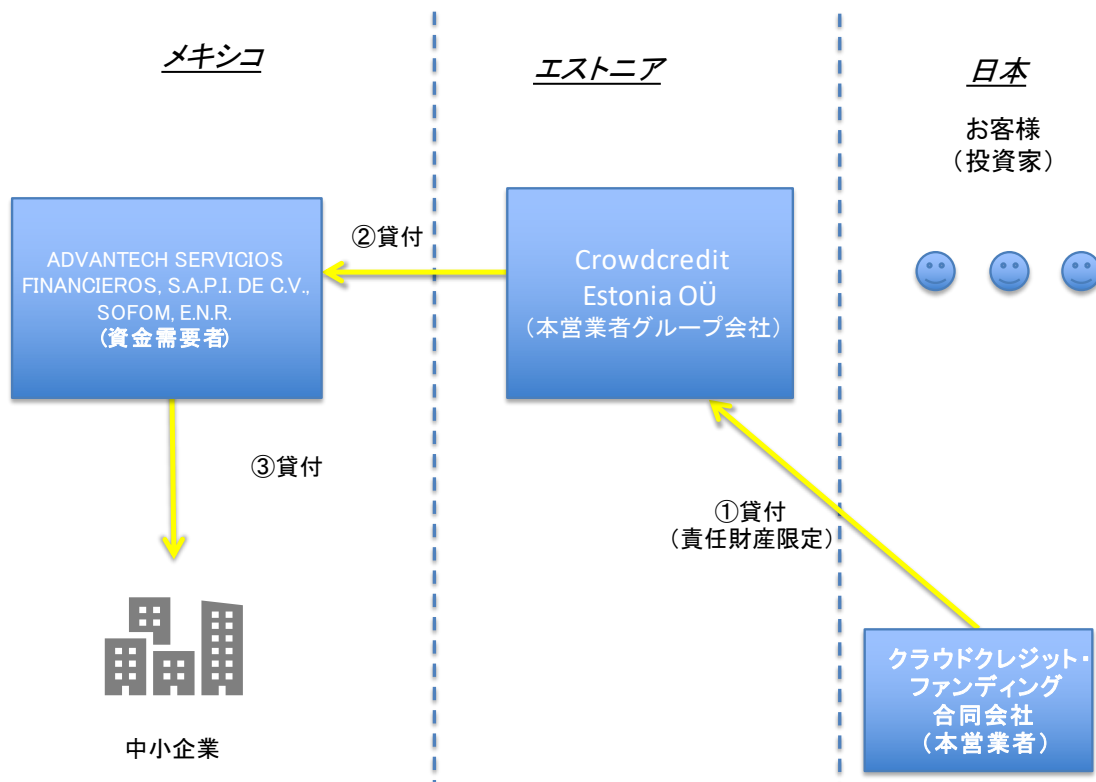 メキシコ
エストニア
日本
お客様
（投資家）
②貸付
ADVANTECH SERVICIOS
FINANCIEROS, S.A.P.I. DE C.V.,
SOFOM, E.N.R.
(資金需要者)
Crowdcredit
Estonia OÜ
（本営業者グループ会社）
③貸付
①貸付
（責任財産限定）
中小企業
クラウドクレジット・
ファンディング
合同会社
（本営業者）